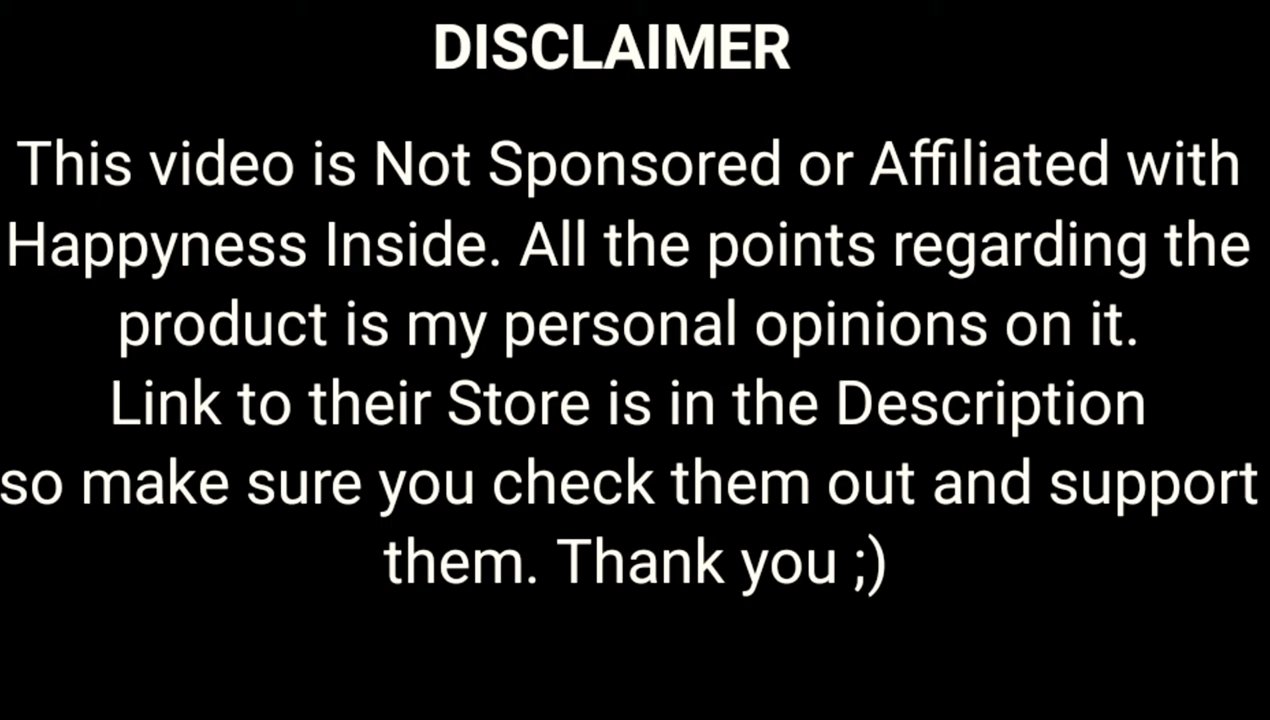 DISCLAIMER
This video is Not Sponsored or Affiliated with
Happyness Inside. All the points regarding the
product is my personal opinions on it.
Link to their Store is in the Description
so make sure you check them out and support
them. Thank you ;)